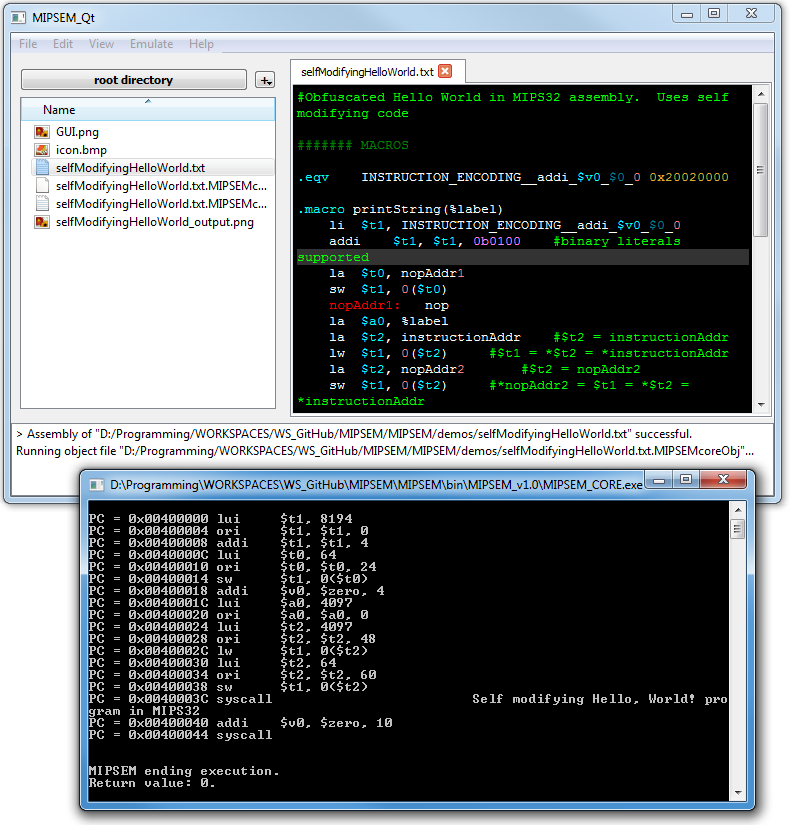 MIPSEM_Qt
File Edit View Emulate Help
root directory
+
selfModifyingHelloWorld.txt
Name
GUI.png
icon.bmp
selfModifyingHelloWorld.txt
selfModifyingHelloWorld.txt.MIPSEMc...
selfModifyingHelloWorld.txt.MIPSEMc...
selfModifyingHelloWorld_output.png
#Obfuscated Hello World in MIPS32 assembly.  Uses self
modifying code
####### MACROS
.eqv    INSTRUCTION_ENCODING__addi_$v0_$0_0 0x20020000
.macro printString(%label)
    li  $t1, INSTRUCTION_ENCODING__addi_$v0_$0_0
    addi    $t1, $t1, 0b0100    #binary literals
supported
    la  $t0, nopAddr1
    sw  $t1, 0($t0)
    nopAddr1:   nop
    la  $a0, %label
    la  $t2, instructionAddr    #$t2 = instructionAddr
    lw  $t1, 0($t2)     #$t1 = *$t2 = *instructionAddr
    la  $t2, nopAddr2       #$t2 = nopAddr2
    sw  $t1, 0($t2)     #*nopAddr2 = $t1 = *$t2 =
*instructionAddr
> Assembly of "D:/Programming/WORKSPACES/WS_GitHub/MIPSEM/MIPSEM/demos/selfModifyingHelloWorld.txt" successful.
Running object file "D:/Programming/WORKSPACES/WS_GitHub/MIPSEM/MIPSEM/demos/selfModifyingHelloWorld.txt.MIPSEMcoreObj"...
D:\Programming\WORKSPACES\WS_GitHub\MIPSEM\MIPSEM\bin\MIPSEM_v1.0\MIPSEM_CORE.exe
PC = 0x00400000 lui     $t1, 8194
PC = 0x00400004 ori     $t1, $t1, 0
PC = 0x00400008 addi    $t1, $t1, 4
PC = 0x0040000C lui     $t0, 64
PC = 0x00400010 ori     $t0, $t0, 24
PC = 0x00400014 sw      $t1, 0($t0)
PC = 0x00400018 addi    $v0, $zero, 4
PC = 0x0040001C lui     $a0, 4097
PC = 0x00400020 ori     $a0, $a0, 0
PC = 0x00400024 lui     $t2, 4097
PC = 0x00400028 ori     $t2, $t2, 48
PC = 0x0040002C lw      $t1, 0($t2)
PC = 0x00400030 lui     $t2, 64
PC = 0x00400034 ori     $t2, $t2, 60
PC = 0x00400038 sw      $t1, 0($t2)
PC = 0x0040003C syscall                         Self modifying Hello, World! pro
gram in MIPS32
PC = 0x00400040 addi    $v0, $zero, 10
PC = 0x00400044 syscall
MIPSEM ending execution.
Return value: 0.